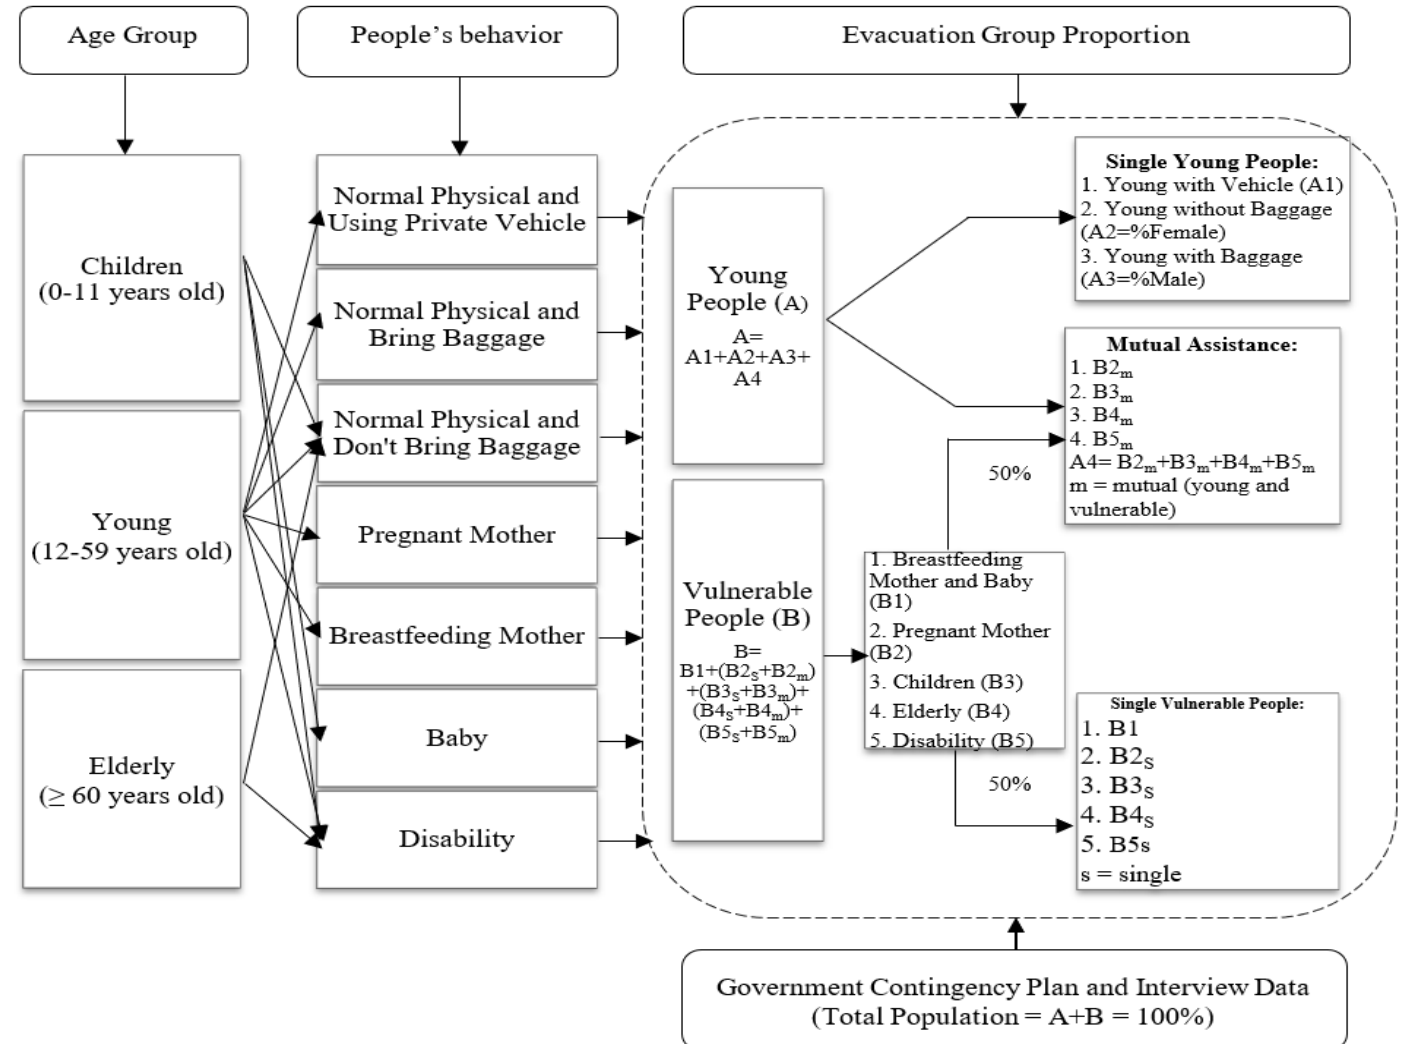 Age Group
People's behavior
Evacuation Group Proportion
Children
(0-11 years old)
Young
(12-59 years old)
Elderly
(≥ 60 years old)
Normal Physical and
Using Private Vehicle
Normal Physical and
Bring Baggage
Normal Physical and
Don't Bring Baggage
Pregnant Mother
Breastfeeding Mother
Baby
Disability
Young
People (A)
A=
A1+A2+A3+
A4
Vulnerable
People (B)
B=
B1+(B2s+B2m)
+(B3s+B3m)+
(B4s+B4m)+
(B5s+B5m)
1. Breastfeeding
Mother and Baby
(B1)
2. Pregnant Mother
(B2)
3. Children (B3)
4. Elderly (B4)
5. Disability (B5)
50%
50%
Single Young People:
1. Young with Vehicle (A1)
2. Young without Baggage
(A2=%Female)
3. Young with Baggage
(A3=%Male)
Mutual Assistance:
1. B2m
2. B3m
3. B4m
4. B5m
A4= B2m+B3m+B4m+B5m
m = mutual (young and
vulnerable)
Single Vulnerable People:
1. B1
2. B2S
3. B3S
4. B4S
5. B5s
s = single
Government Contingency Plan and Interview Data
(Total Population = A+B = 100%)